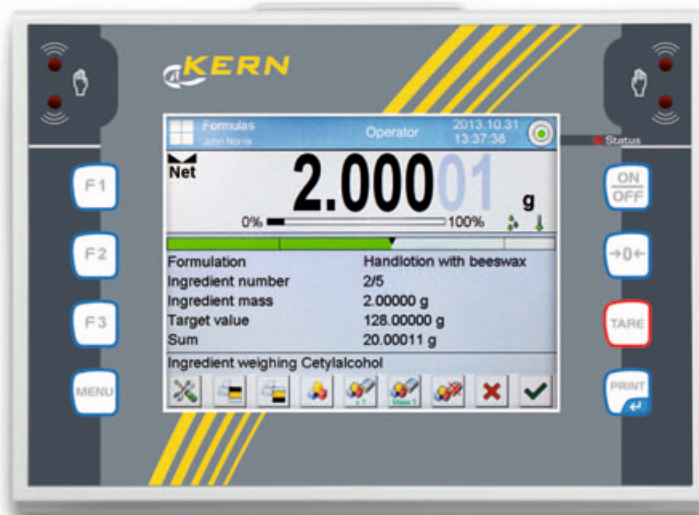 KERN
Formulas
John Norris
Operator
2013.10.31
13:37:38
Status
Net
2.00001 g
0% 100%
F1
F2
F3
MENU
ON
OFF
→0←
TARE
PRINT
Formulation Handlotion with beeswax
Ingredient number 2/5
Ingredient mass 2.00000 g
Target value 128.00000 g
Sum 20.00011 g
Ingredient weighing Cetylalcohol
x ?
Mass ?